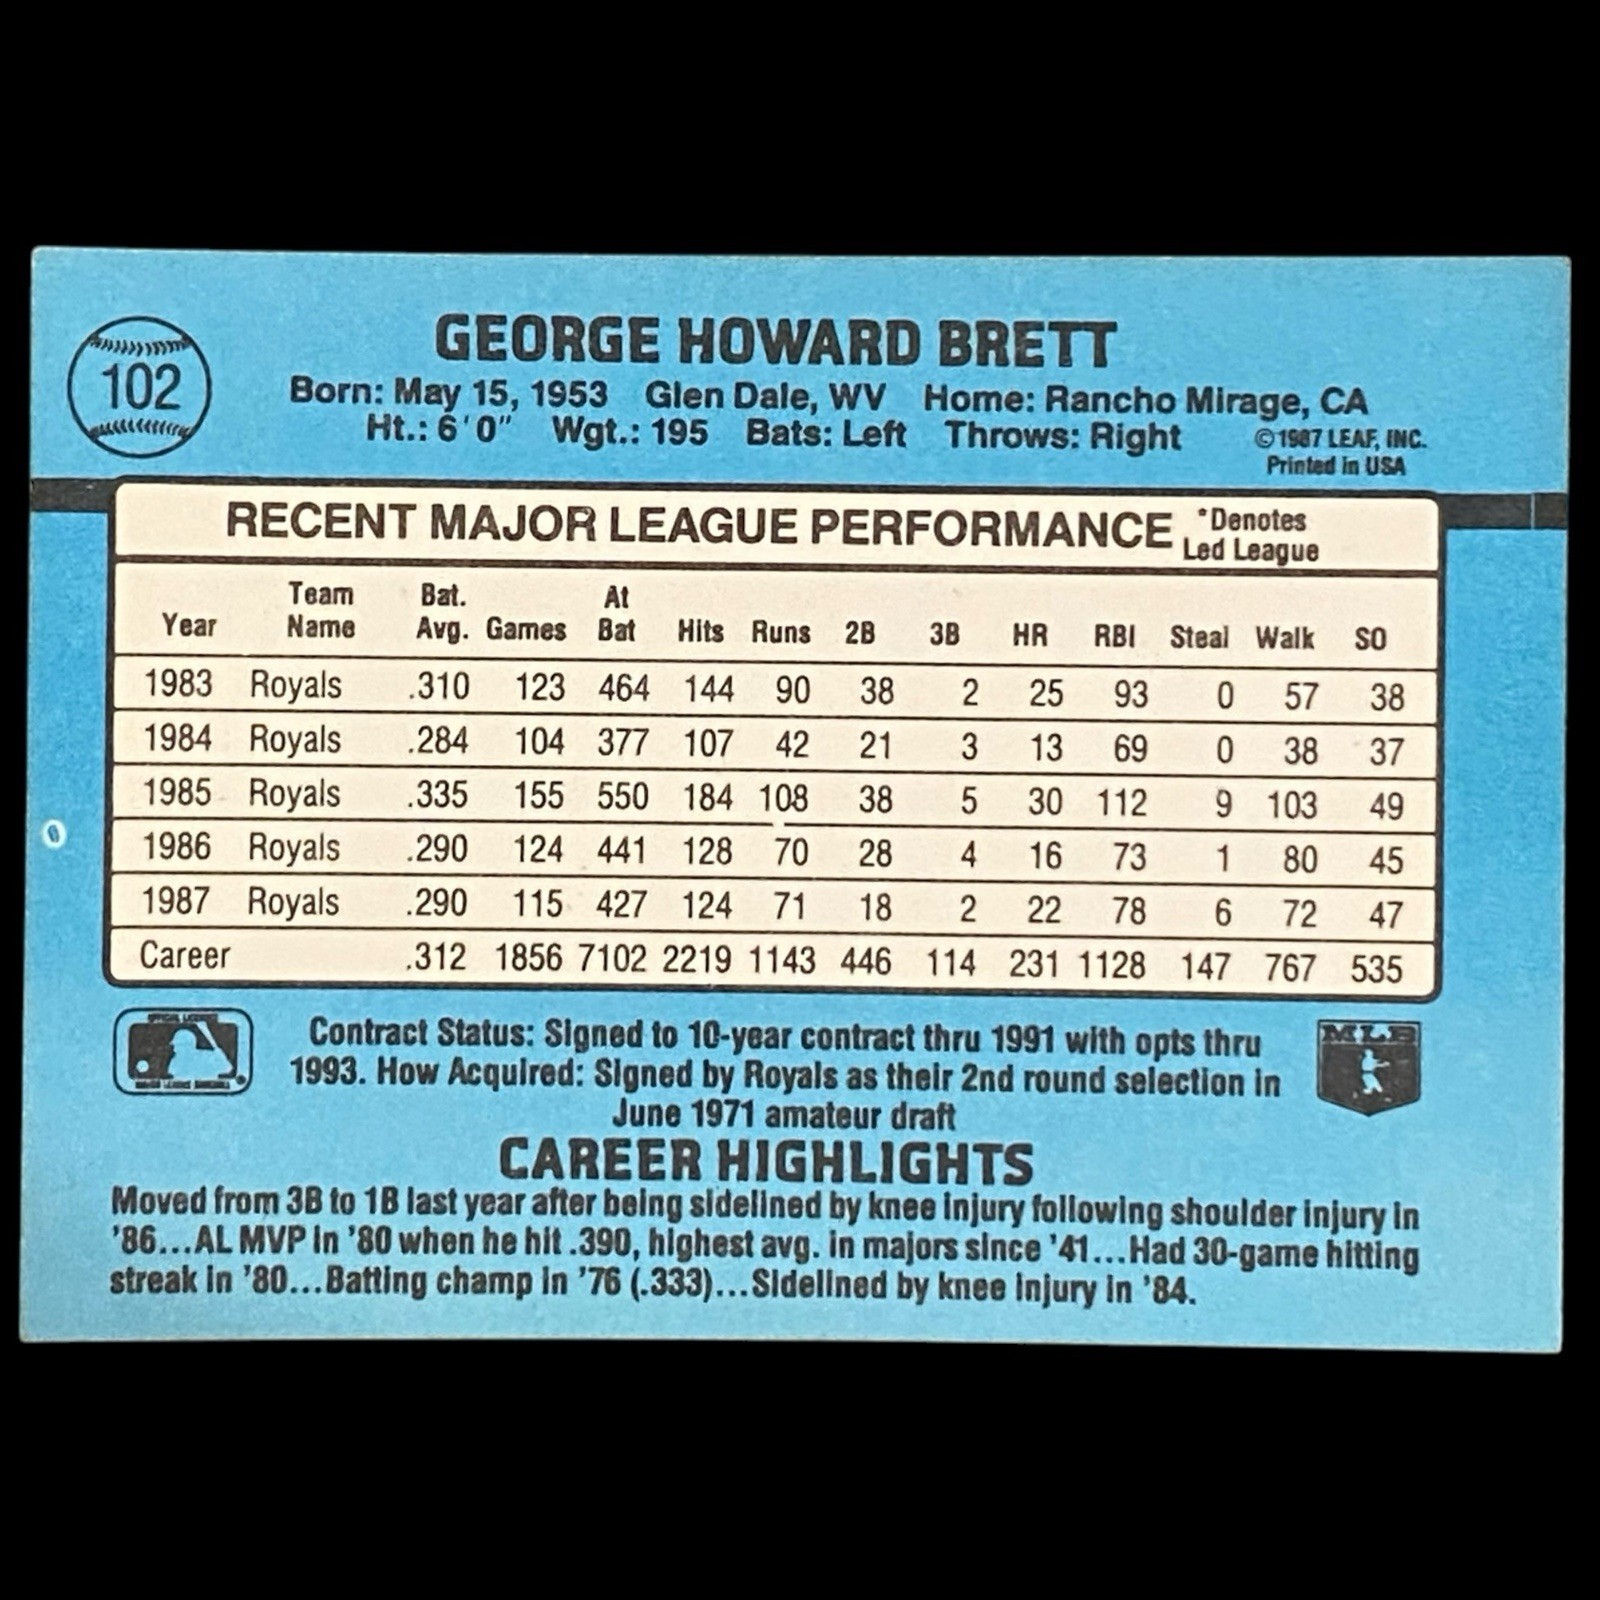 102
GEORGE HOWARD BRETT
Born: May 15, 1953 Glen Dale, WV Home: Rancho Mirage, CA
Ht.: 6'0" Wgt.: 195 Bats: Left Throws: Right ©1987 LEAF, INC.
Printed in USA
RECENT MAJOR LEAGUE PERFORMANCE *Denotes
Led League
Year Team Name Bat. Avg. Games At Bat Hits Runs 2B 3B HR RBI Steal Walk SO
1983 Royals .310 123 464 144 90 38 2 25 93 0 57 38
1984 Royals .284 104 377 107 42 21 3 13 69 0 38 37
1985 Royals .335 155 550 184 108 38 5 30 112 9 103 49
1986 Royals .290 124 441 128 70 28 4 16 73 1 80 45
1987 Royals .290 115 427 124 71 18 2 22 78 6 72 47
Career .312 1856 7102 2219 1143 446 114 231 1128 147 767 535
Contract Status: Signed to 10-year contract thru 1991 with opts thru
1993. How Acquired: Signed by Royals as their 2nd round selection in
June 1971 amateur draft
MLB
CAREER HIGHLIGHTS
Moved from 3B to 1B last year after being sidelined by knee injury following shoulder injury in
'86...AL MVP in '80 when he hit .390, highest avg. in majors since '41...Had 30-game hitting
streak in '80...Batting champ in '76 (.333)...Sidelined by knee injury in '84.